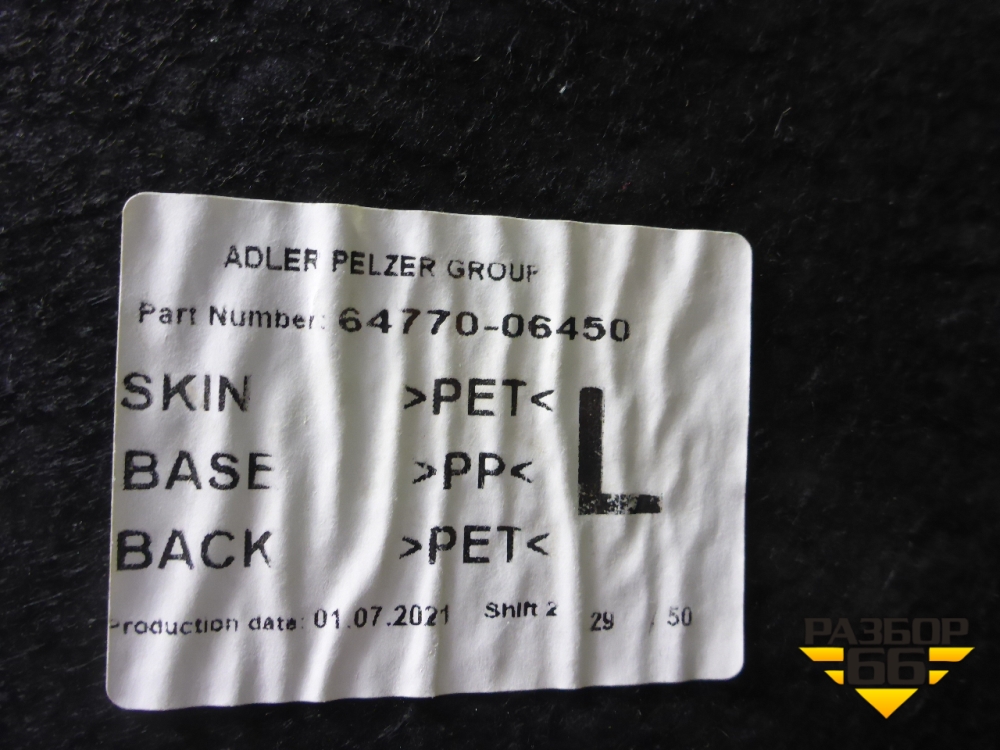 ADLER PELZER GROUP
Part Number: 64770-06450
SKIN >PET<
BASE >PP<
L
BACK >PET<
Production date: 01.07.2021 Shift 2 29 / 50
РАЗБОР
66